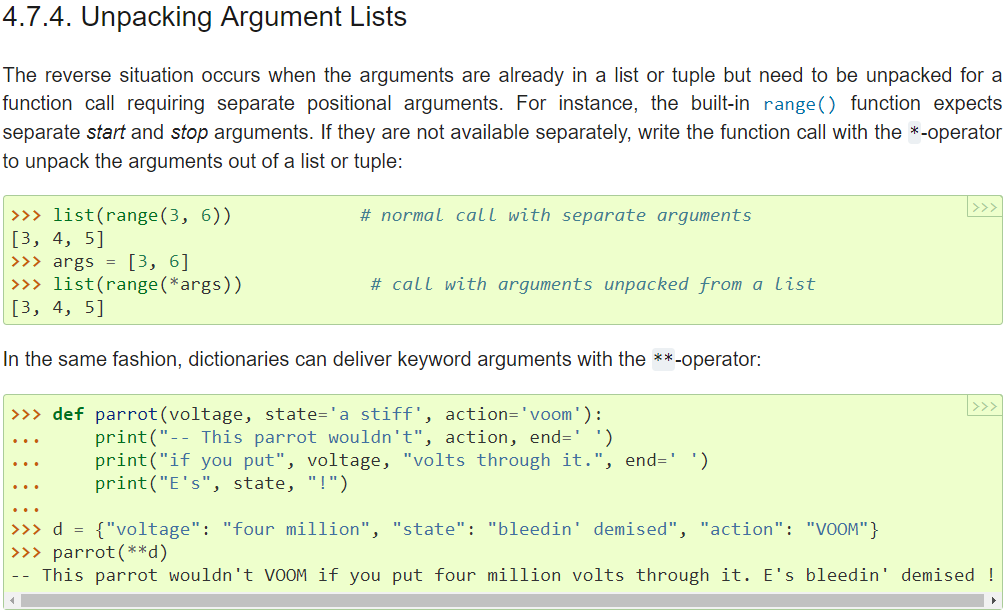 4.7.4. Unpacking Argument Lists
The reverse situation occurs when the arguments are already in a list or tuple but need to be unpacked for a
function call requiring separate positional arguments. For instance, the built-in range() function expects
separate start and stop arguments. If they are not available separately, write the function call with the *-operator
to unpack the arguments out of a list or tuple:
>>>
>>> list(range(3, 6))            # normal call with separate arguments
[3, 4, 5]
>>> args = [3, 6]
>>> list(range(*args))            # call with arguments unpacked from a list
[3, 4, 5]
In the same fashion, dictionaries can deliver keyword arguments with the **-operator:
>>>
>>> def parrot(voltage, state='a stiff', action='voom'):
...     print("-- This parrot wouldn't", action, end=' ')
...     print("if you put", voltage, "volts through it.", end=' ')
...     print("E's", state, "!")
...
>>> d = {"voltage": "four million", "state": "bleedin' demised", "action": "VOOM"}
>>> parrot(**d)
-- This parrot wouldn't VOOM if you put four million volts through it. E's bleedin' demised !